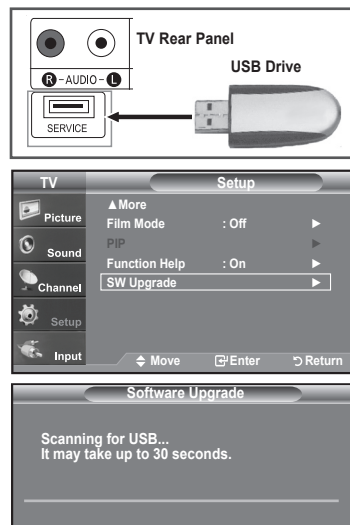 TV Rear Panel
USB Drive
R - AUDIO - L
SERVICE
TV
Setup
Picture
Sound
Channel
Setup
Input
▲More
Film Mode : Off ▶
PIP ▶
Function Help : On ▶
SW Upgrade ▶
Move Enter Return
Software Upgrade
Scanning for USB...
It may take up to 30 seconds.